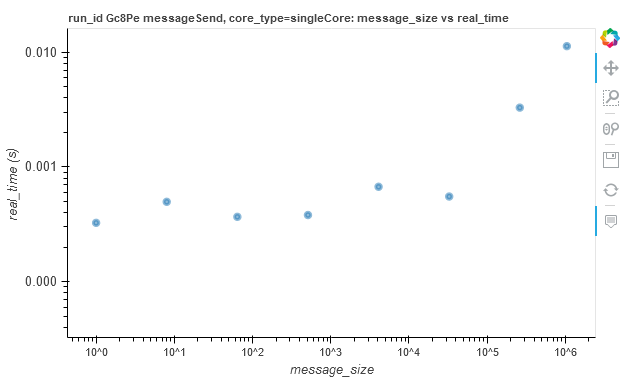 run_id Gc8Pe messageSend, core_type=singleCore: message_size vs real_time
0.010
0.001
0.000
real_time (s)
10^0 10^1 10^2 10^3 10^4 10^5 10^6
message_size